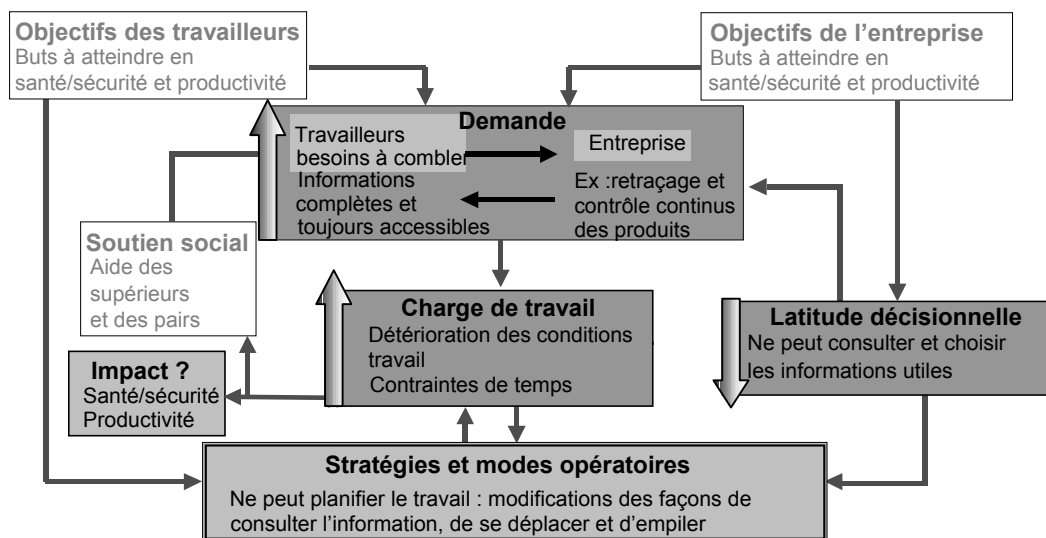 Objectifs des travailleurs
Buts à atteindre en
santé/sécurité et productivité
Objectifs de l'entreprise
Buts à atteindre en
santé/sécurité et productivité
Demande
Travailleurs
besoins à combler
Informations
complètes et
toujours accessibles
Entreprise
Ex :retraçage et
contrôle continus
des produits
Soutien social
Aide des
supérieurs
et des pairs
Charge de travail
Détérioration des conditions
travail
Contraintes de temps
Latitude décisionnelle
Ne peut consulter et choisir
les informations utiles
Impact ?
Santé/sécurité
Productivité
Stratégies et modes opératoires
Ne peut planifier le travail : modifications des façons de
consulter l'information, de se déplacer et d'empiler